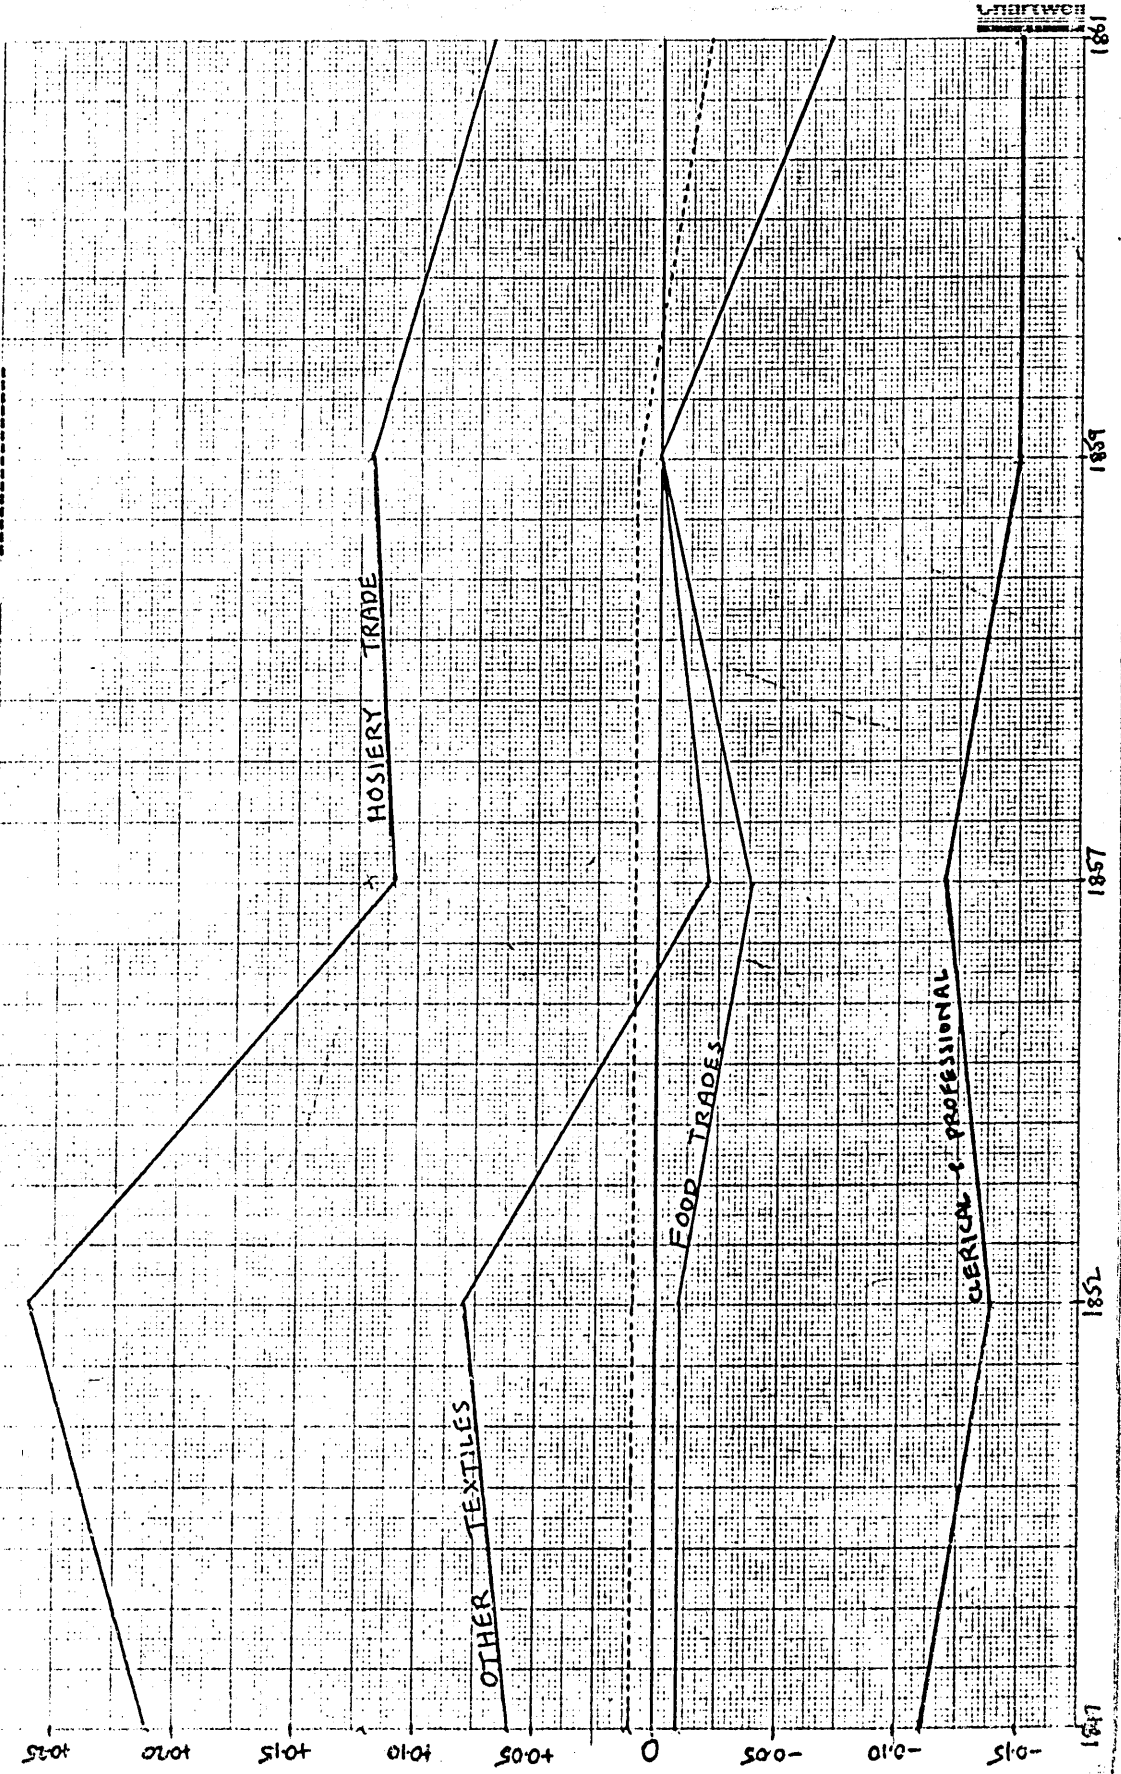 Chartwell
+0.25
+0.20
+0.15
+0.10
+0.05
0
-0.05
-0.10
-0.15
HOSIERY TRADE
OTHER TEXTILES
FOOD TRADES
CLERICAL & PROFESSIONAL
1847
1852
1857
1859
1861